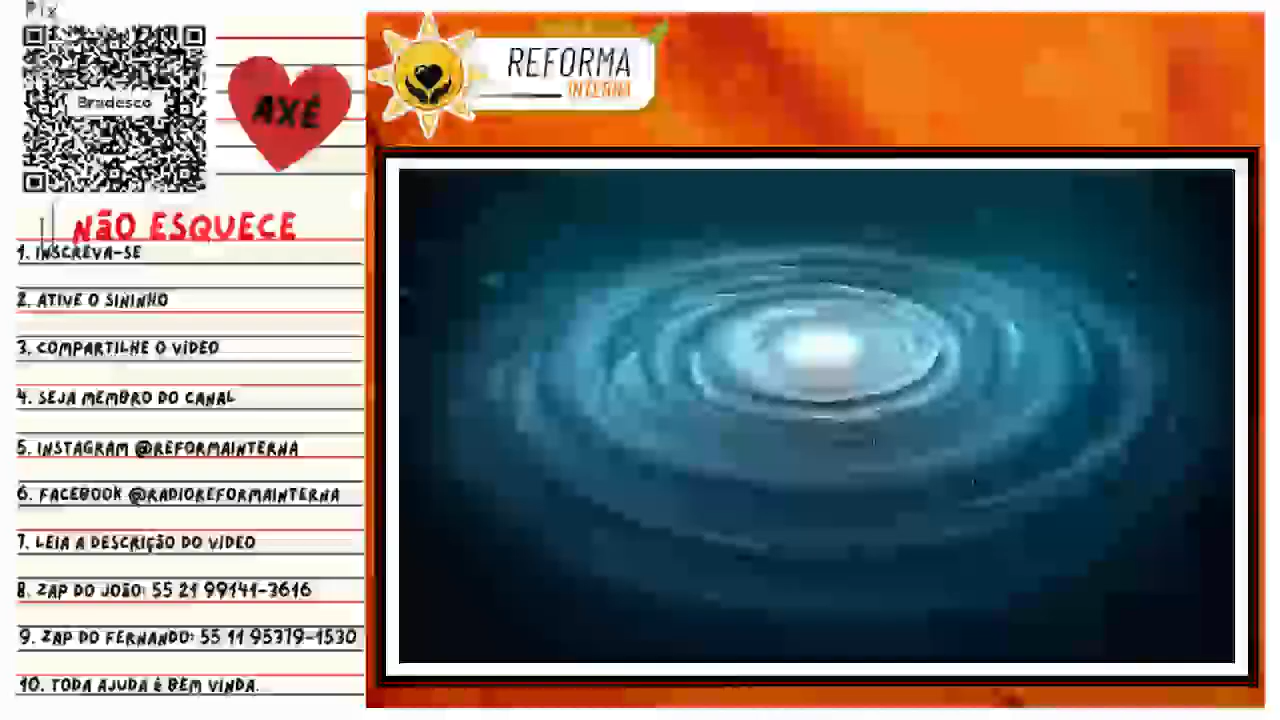 Pix
Bradesco
AXÉ
NÃO ESQUECE
1. INSCREVA-SE
2. ATIVE O SININHO
3. COMPARTILHE O VÍDEO
4. SEJA MEMBRO DO CANAL
5. INSTAGRAM @REFORMAINTERNA
6. FACEBOOK @RADIOREFORMAINTERNA
7. LEIA A DESCRIÇÃO DO VIDEO
8. ZAP DO JOÃO: 55 21 99141-3616
9. ZAP DO FERNANDO: 55 11 95379-1530
10. TODA AJUDA É BEM VINDA.
REFORMA
INTERNA